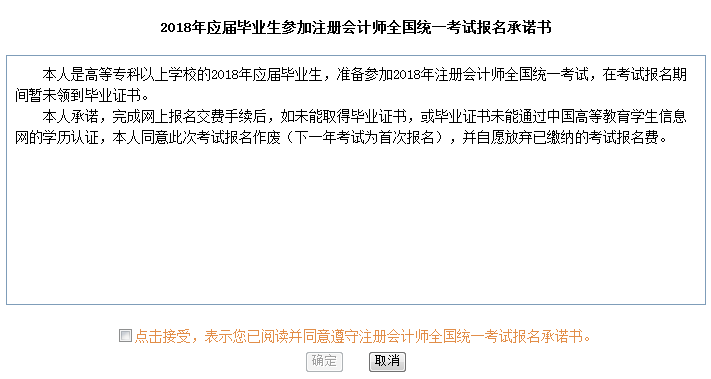 2018年应届毕业生参加注册会计师全国统一考试报名承诺书
本人是高等专科以上学校的2018年应届毕业生，准备参加2018年注册会计师全国统一考试，在考试报名期
间暂未领到毕业证书。
本人承诺，完成网上报名交费手续后，如未能取得毕业证书，或毕业证书未能通过中国高等教育学生信息
网的学历认证，本人同意此次考试报名作废（下一年考试为首次报名），并自愿放弃已缴纳的考试报名费。
点击接受，表示您已阅读并同意遵守注册会计师全国统一考试报名承诺书。
确定 取消